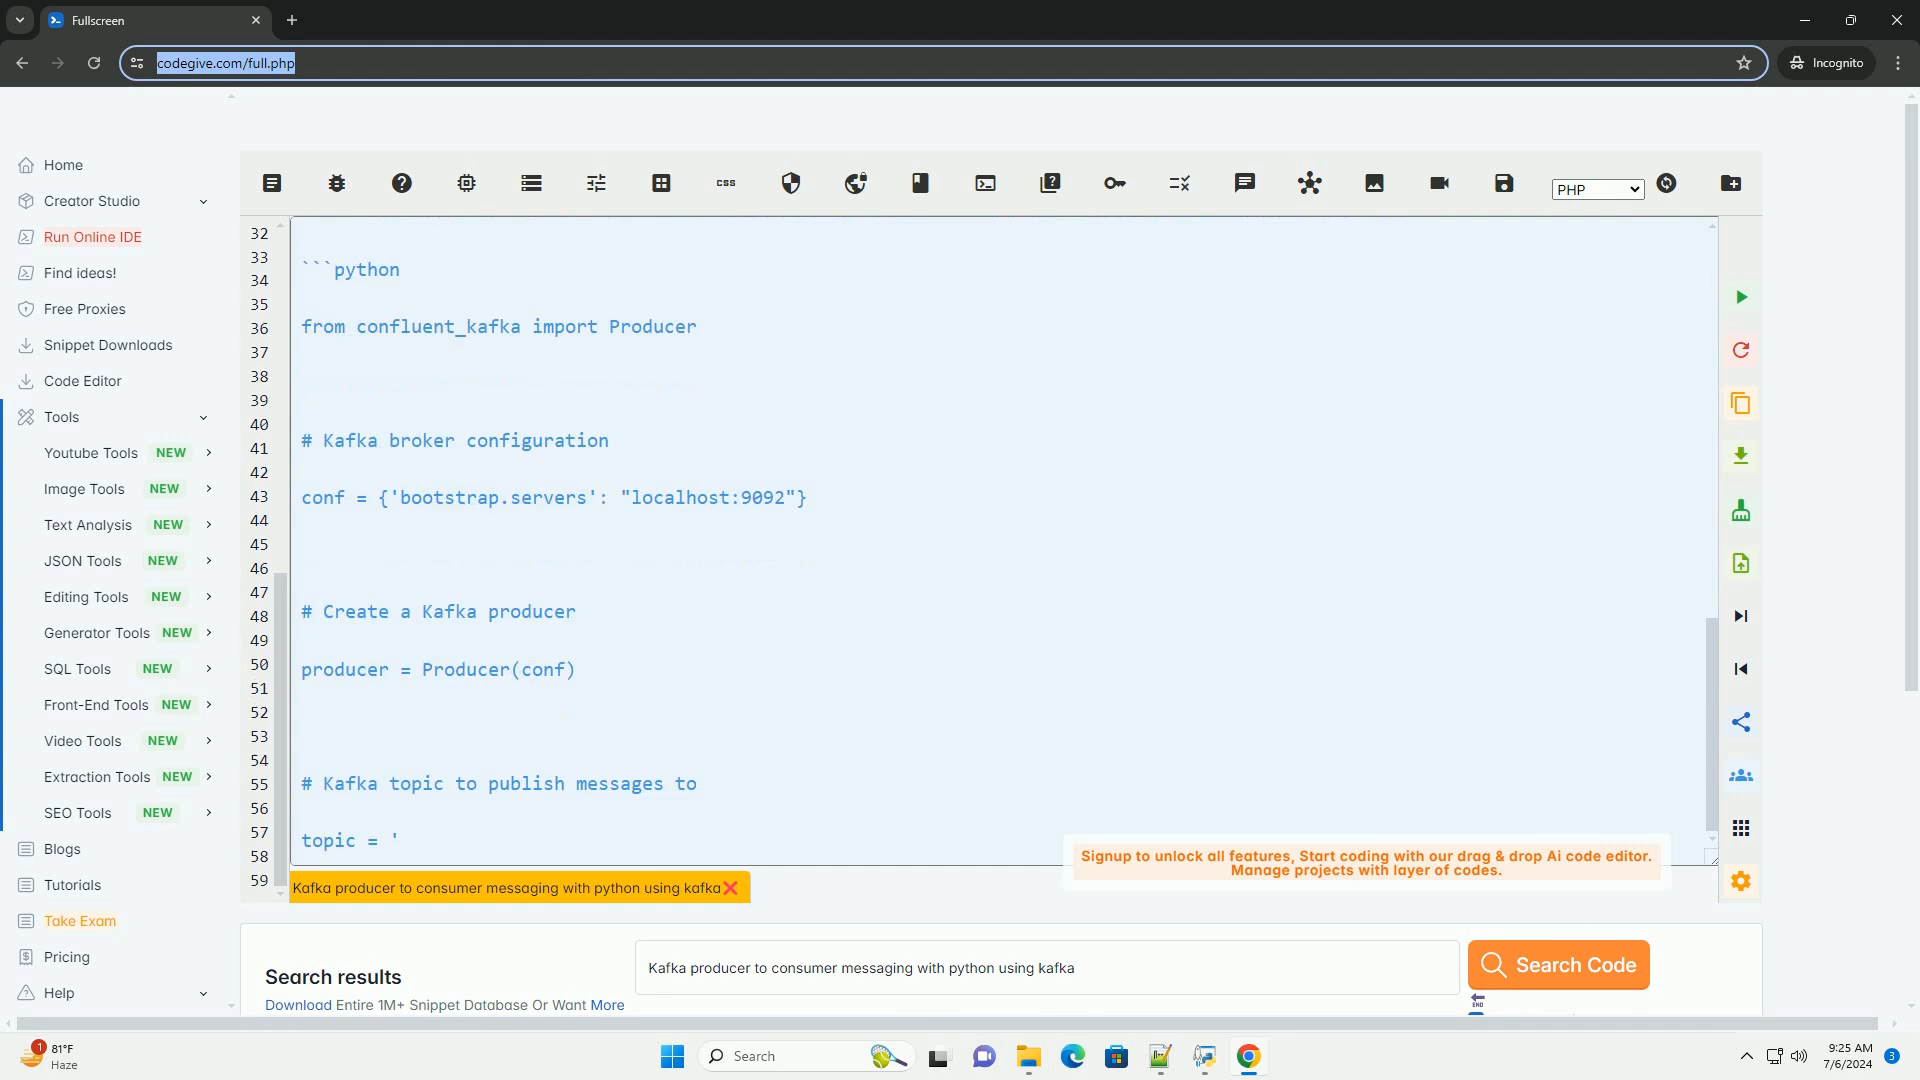 Fullscreen
codegive.com/full.php
Incognito
Home
Creator Studio
Run Online IDE
Find ideas!
Free Proxies
Snippet Downloads
Code Editor
Tools
Youtube Tools NEW
Image Tools NEW
Text Analysis NEW
JSON Tools NEW
Editing Tools NEW
Generator Tools NEW
SQL Tools NEW
Front-End Tools NEW
Video Tools NEW
Extraction Tools NEW
SEO Tools NEW
Blogs
Tutorials
Take Exam
Pricing
Help
css
PHP
32
33
34
35
36
37
38
39
40
41
42
43
44
45
46
47
48
49
50
51
52
53
54
55
56
57
58
59
```python
from confluent_kafka import Producer
# Kafka broker configuration
conf = {'bootstrap.servers': "localhost:9092"}
# Create a Kafka producer
producer = Producer(conf)
# Kafka topic to publish messages to
topic = '
Signup to unlock all features, Start coding with our drag & drop Ai code editor.
Manage projects with layer of codes.
Kafka producer to consumer messaging with python using kafka❌
Search results
Download Entire 1M+ Snippet Database Or Want More
Kafka producer to consumer messaging with python using kafka
Search Code
END
1
81°F
Haze
Search
9:25 AM
7/6/2024
3